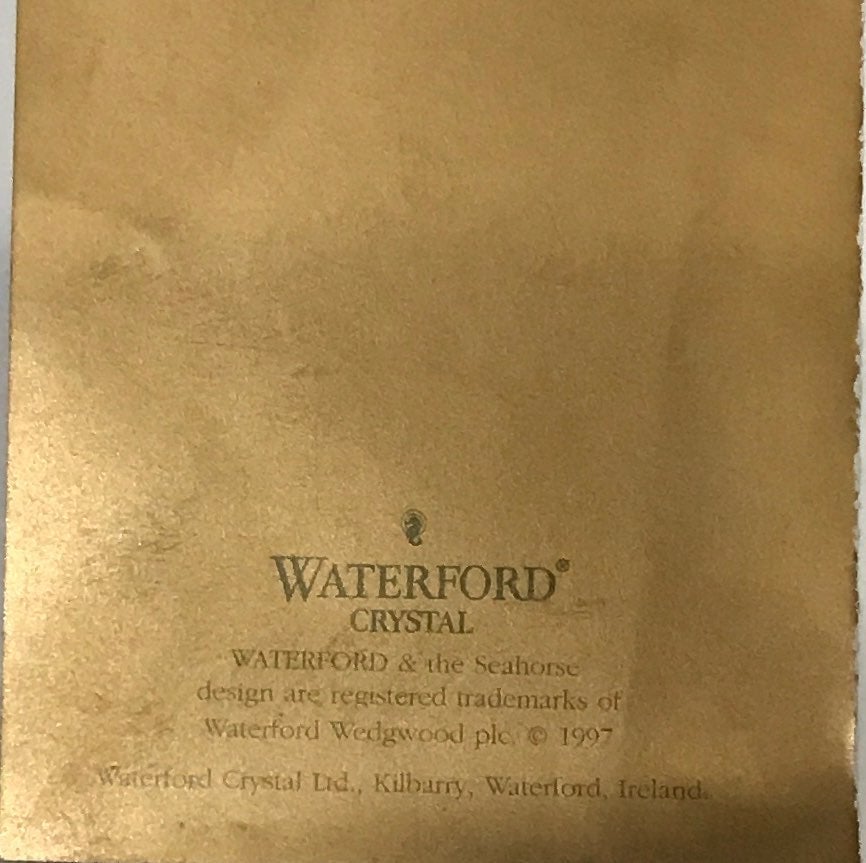 WATERFORD®
CRYSTAL
WATERFORD & the Seahorse
design are registered trademarks of
Waterford Wedgwood plc. © 1997
Waterford Crystal Ltd., Kilbarry, Waterford, Ireland.